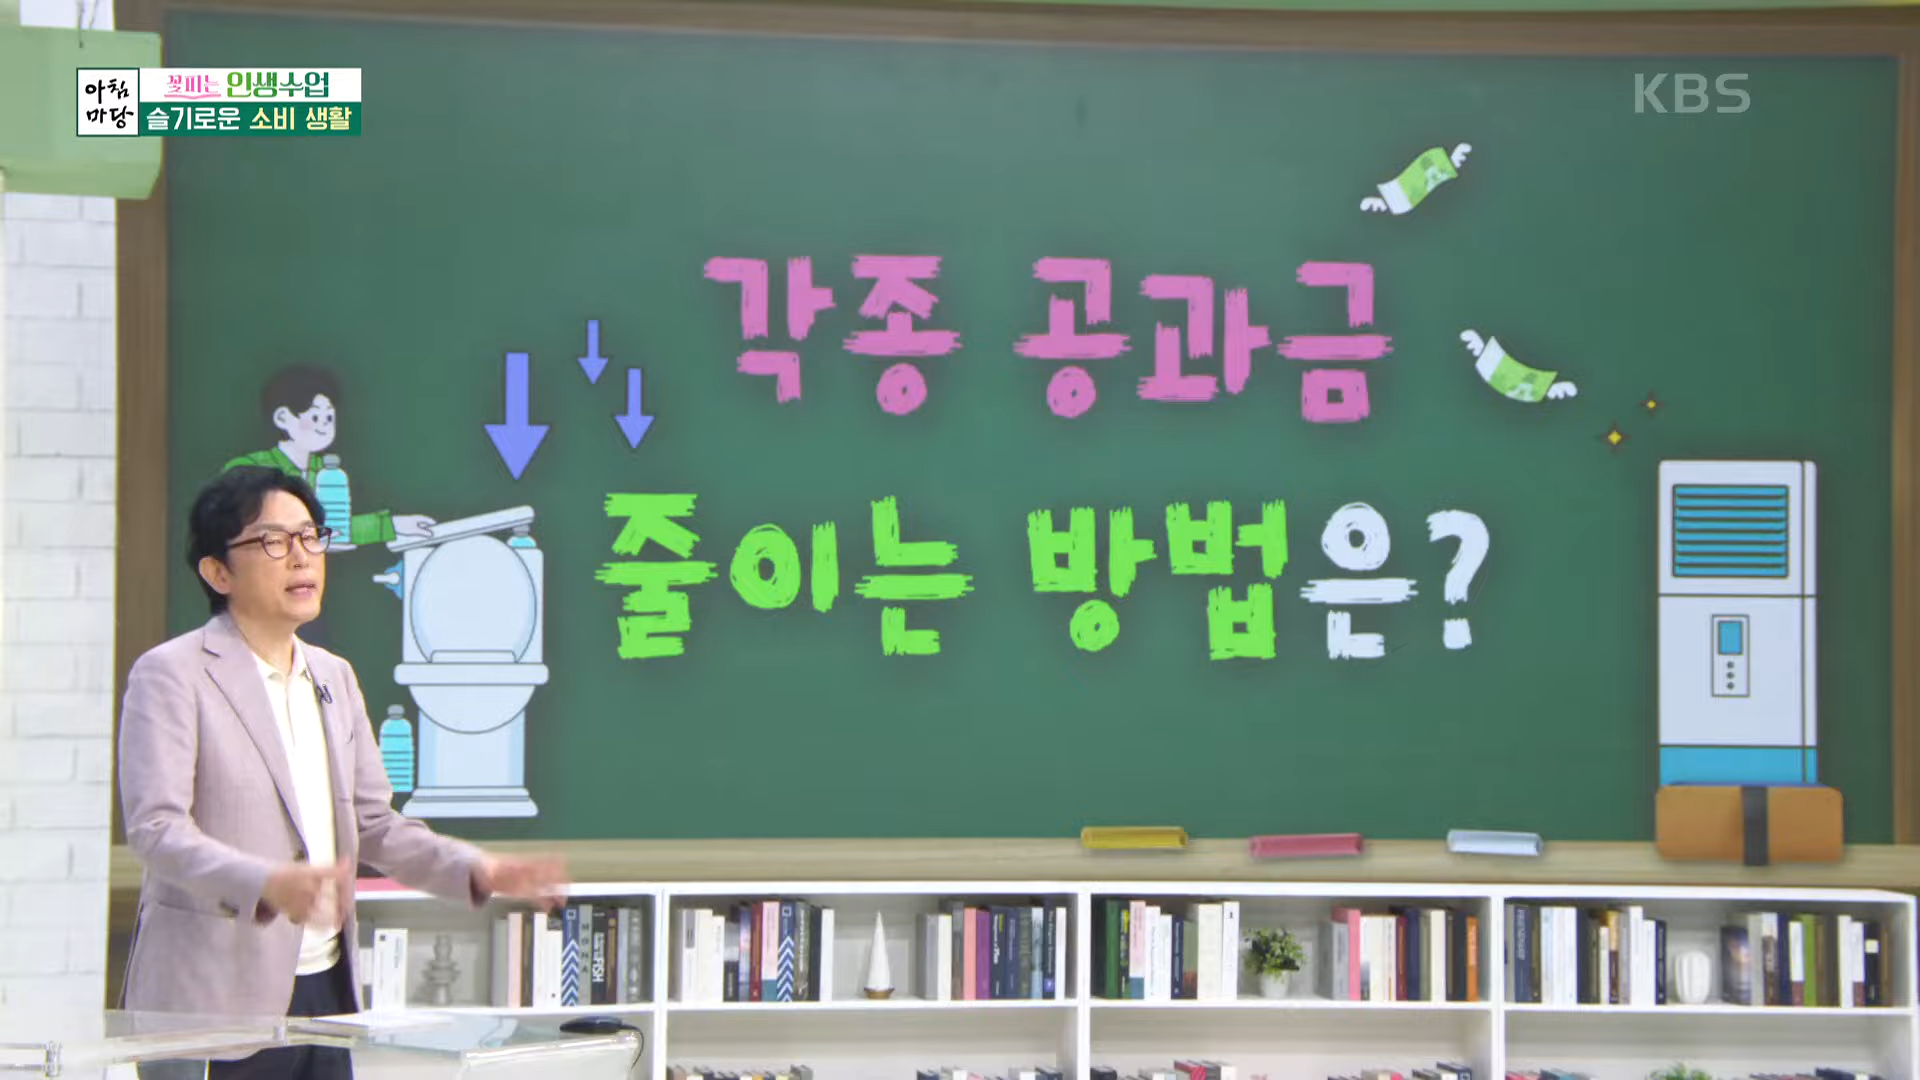 아침
마당
꽃피는 인생수업
슬기로운 소비 생활
KBS
각종 공과금
줄이는 방법은?